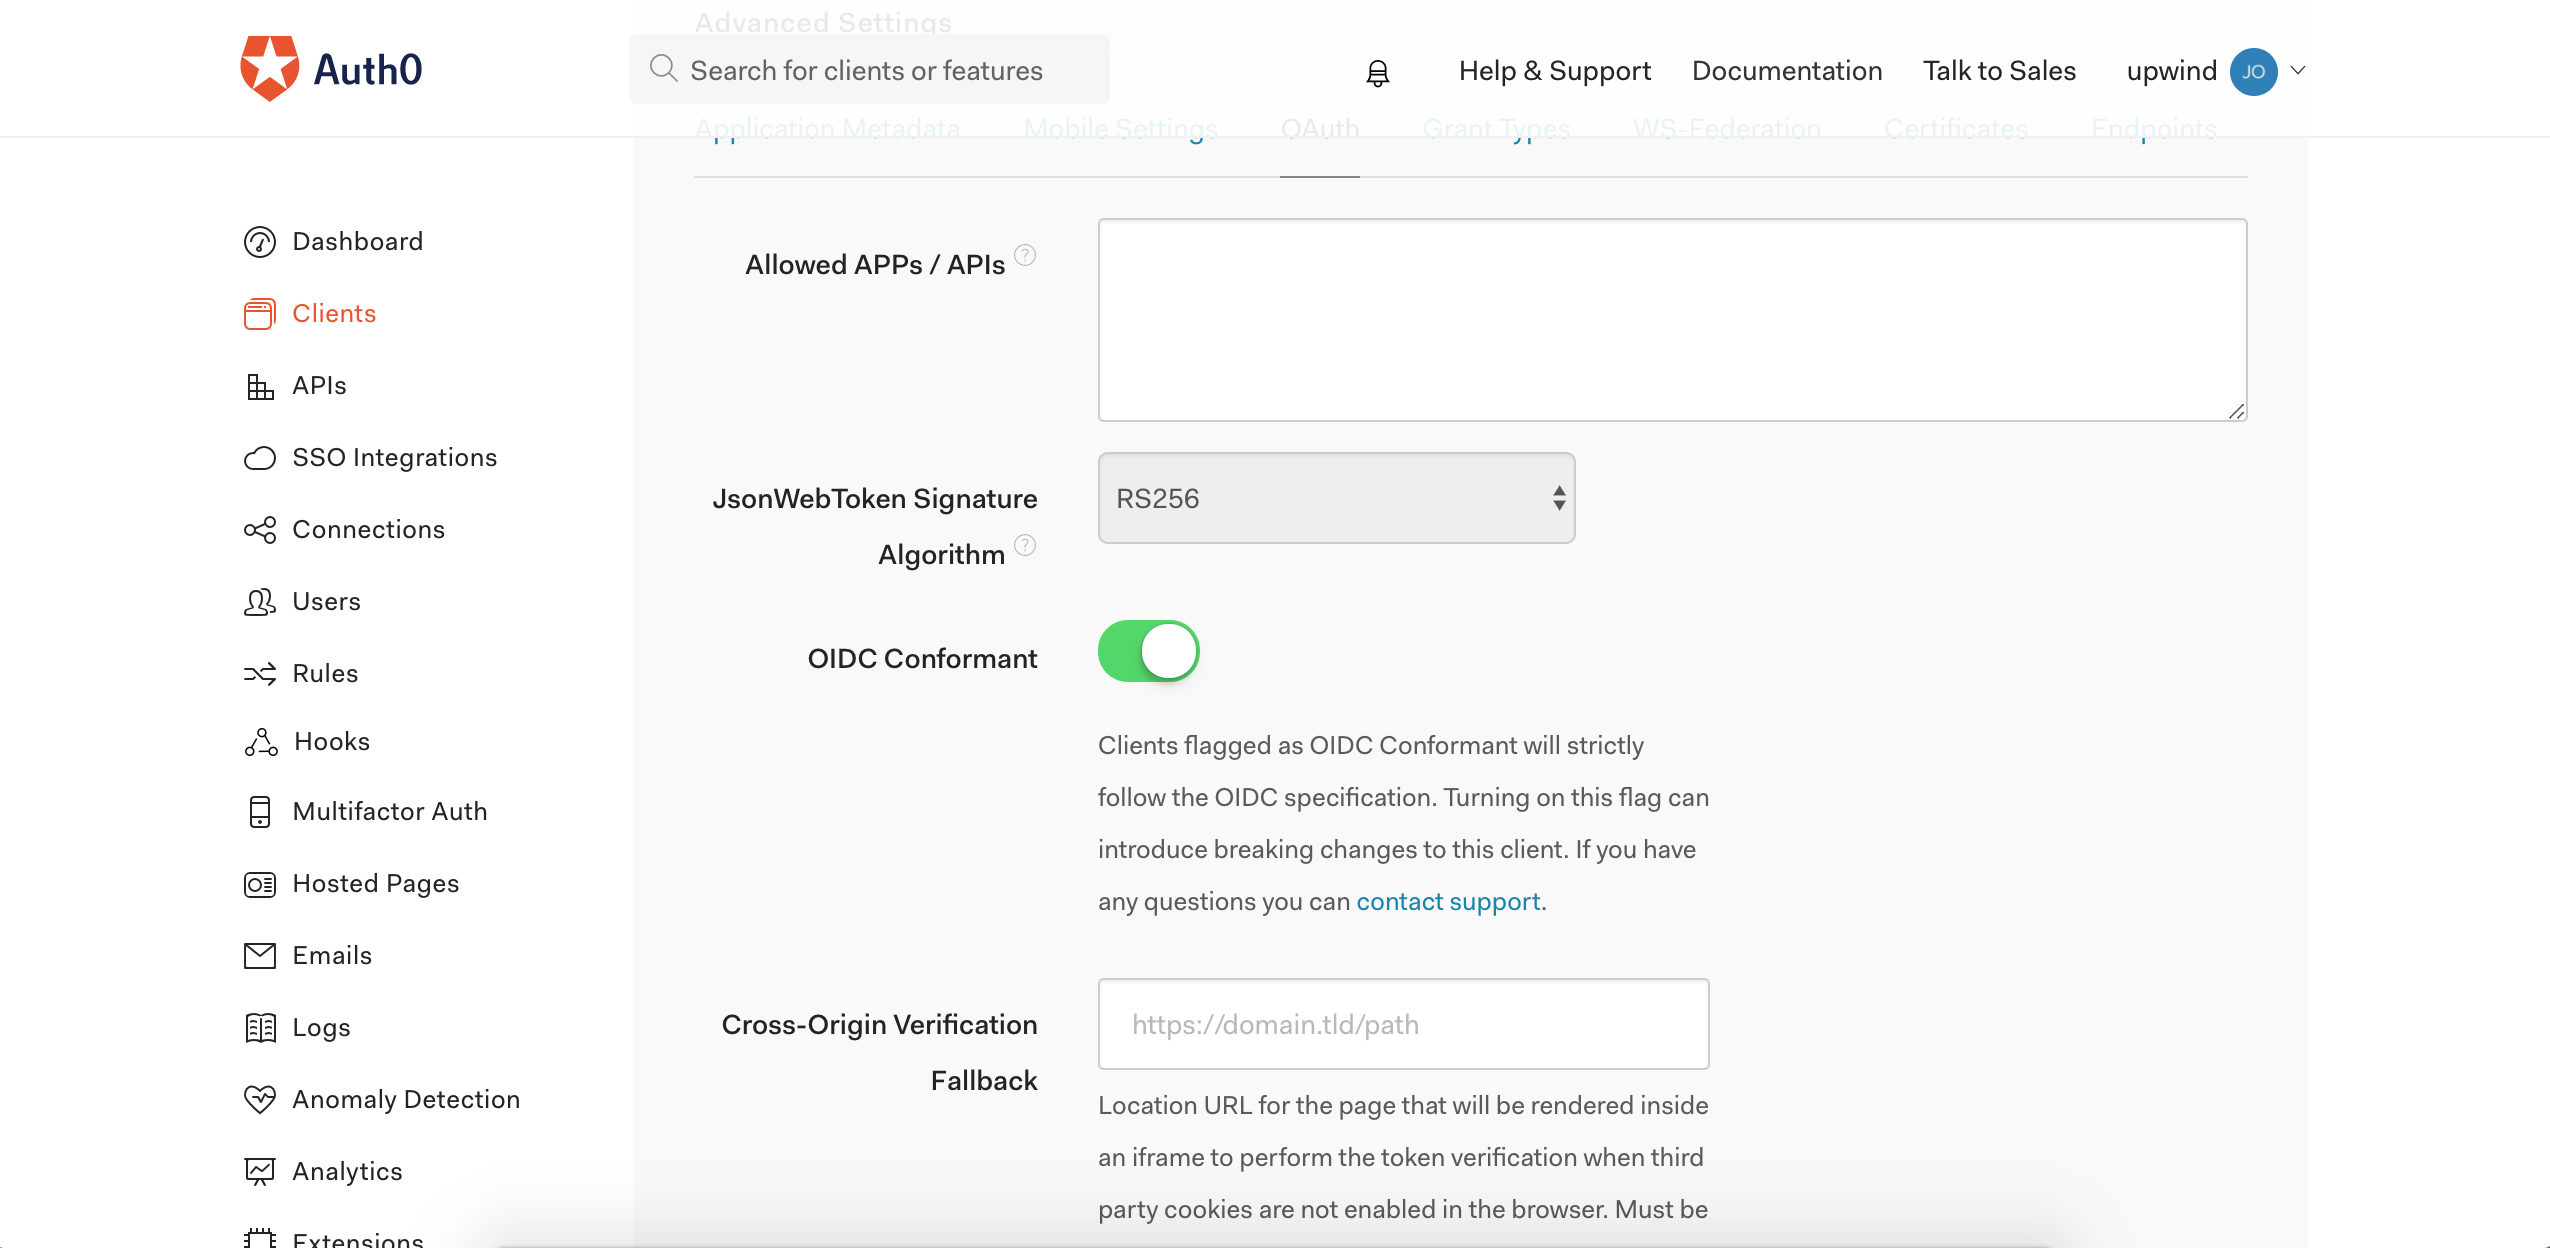 Advanced Settings
Auth0
Search for clients or features
Help & Support
Documentation
Talk to Sales
upwind
JO
Application Metadata
Mobile Settings
OAuth
Grant Types
WS-Federation
Certificates
Endpoints
Dashboard
Clients
APIs
SSO Integrations
Connections
Users
Rules
Hooks
Multifactor Auth
Hosted Pages
Emails
Logs
Anomaly Detection
Analytics
Extensions
Allowed APPs / APIs ?
JsonWebToken Signature
Algorithm ?
RS256
OIDC Conformant
Clients flagged as OIDC Conformant will strictly
follow the OIDC specification. Turning on this flag can
introduce breaking changes to this client. If you have
any questions you can contact support.
Cross-Origin Verification
Fallback
https://domain.tld/path
Location URL for the page that will be rendered inside
an iframe to perform the token verification when third
party cookies are not enabled in the browser. Must be